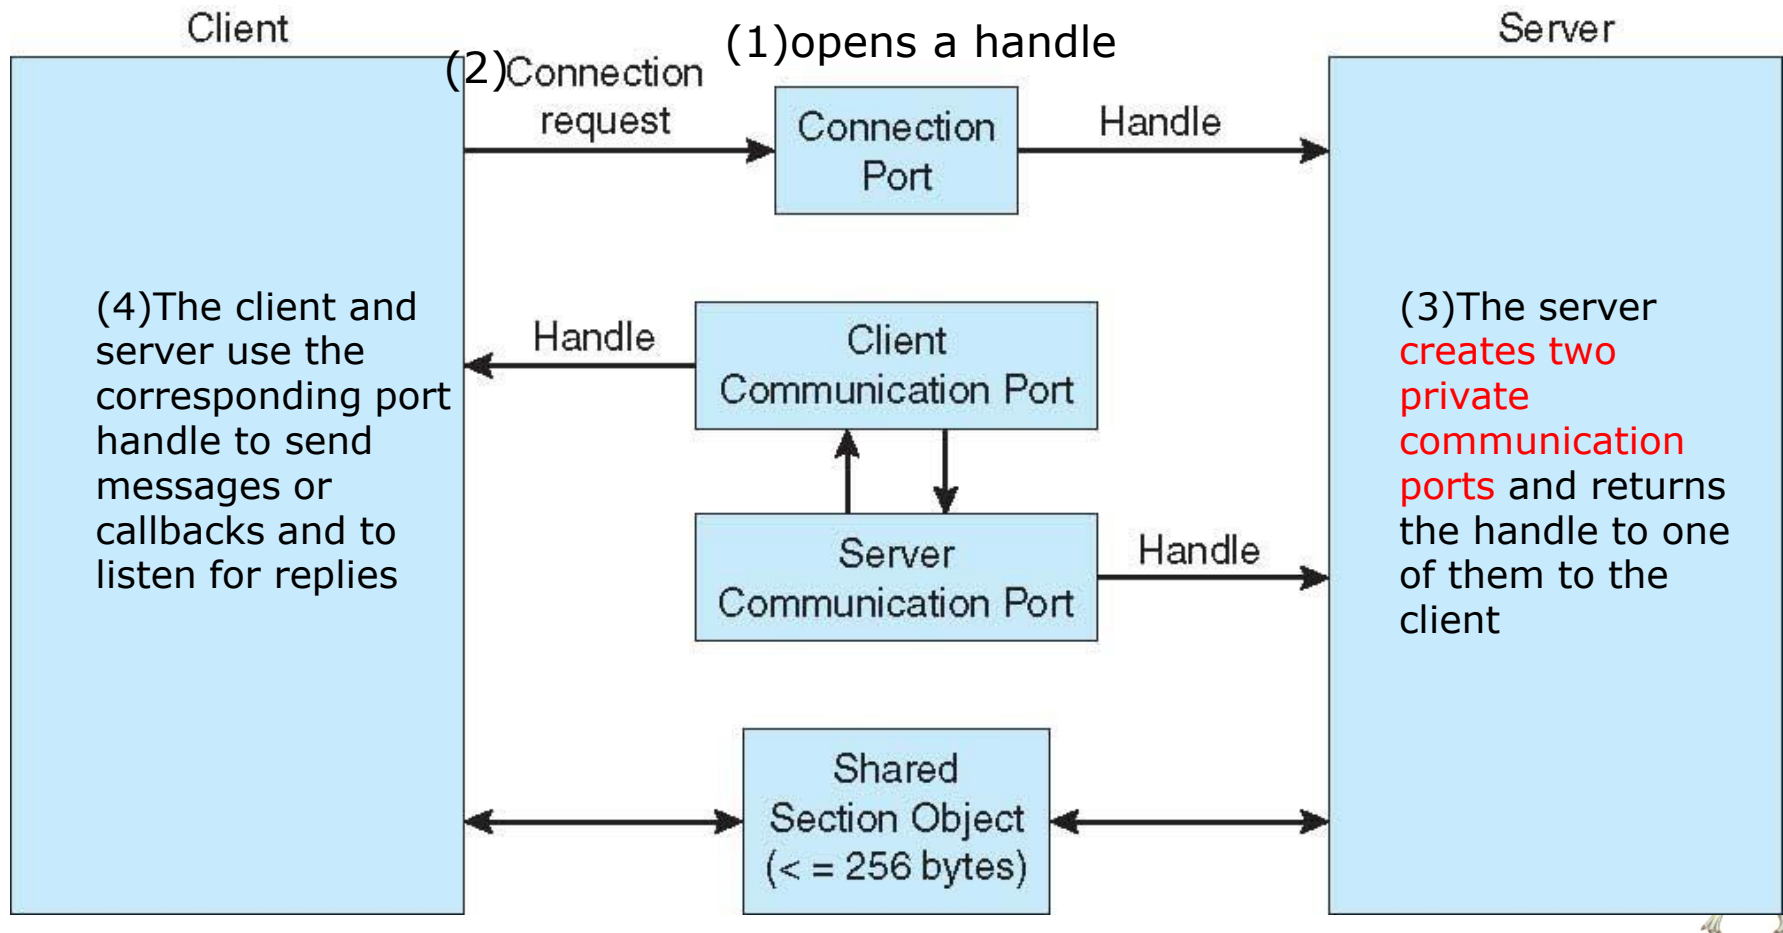 Client
(1)opens a handle
Server
(2)Connection
request
Connection
Port
Handle
(4)The client and
server use the
corresponding port
handle to send
messages or
callbacks and to
listen for replies
Handle
Client
Communication Port
Server
Communication Port
Handle
(3)The server
creates two
private
communication
ports and returns
the handle to one
of them to the
client
Shared
Section Object
(< = 256 bytes)